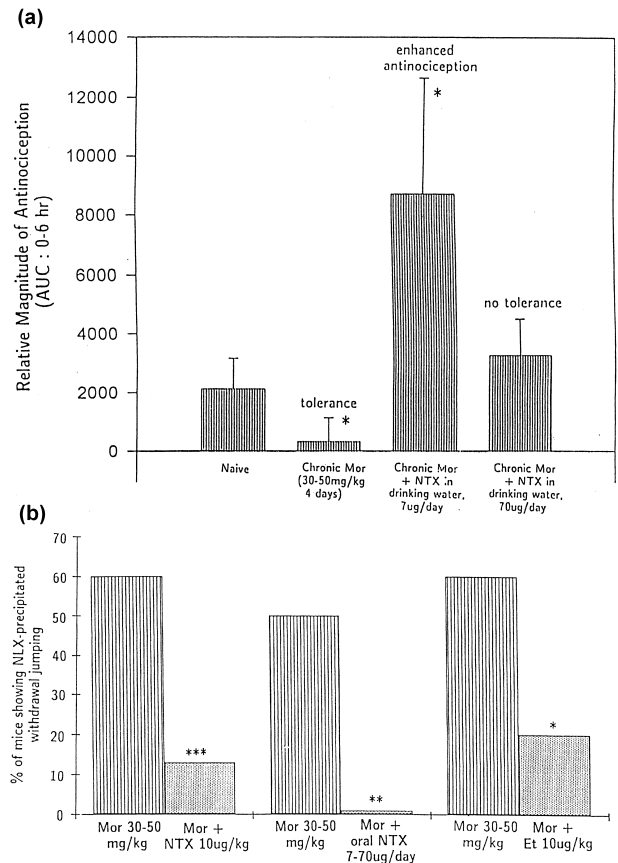 (a)
14000
12000
10000
8000
6000
4000
2000
0
Relative Magnitude of Antinociception
(AUC : 0-6 hr)
enhanced
antinociception
*
no tolerance
tolerance
*
Naive
Chronic Mor
(30-50mg/kg
4 days)
Chronic Mor
+ NTX in
drinking water,
7ug/day
Chronic Mor
+ NTX in
drinking water,
70ug/day
(b)
70
60
50
40
30
20
10
0
% of mice showing NLX-precipitated
withdrawal jumping
***
**
*
Mor 30-50
mg/kg
Mor +
NTX 10ug/kg
Mor 30-50
mg/kg
Mor +
oral NTX
7-70ug/day
Mor 30-50
mg/kg
Mor +
Et 10ug/kg